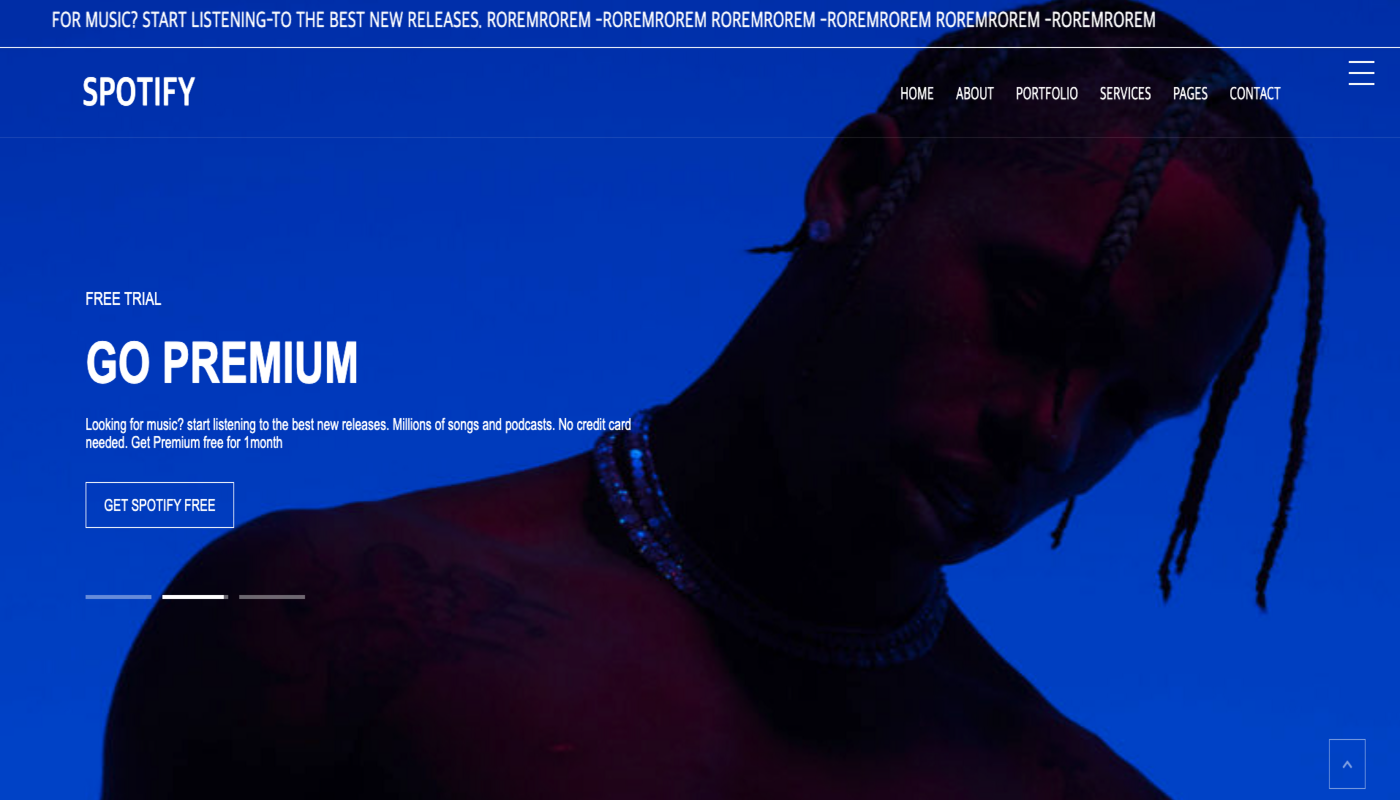 FOR MUSIC? START LISTENING-TO THE BEST NEW RELEASES, ROREMROREM -ROREMROREM ROREMROREM -ROREMROREM ROREMROREM -ROREMROREM
SPOTIFY
HOME ABOUT PORTFOLIO SERVICES PAGES CONTACT
FREE TRIAL
GO PREMIUM
Looking for music? start listening to the best new releases. Millions of songs and podcasts. No credit card
needed. Get Premium free for 1month
GET SPOTIFY FREE